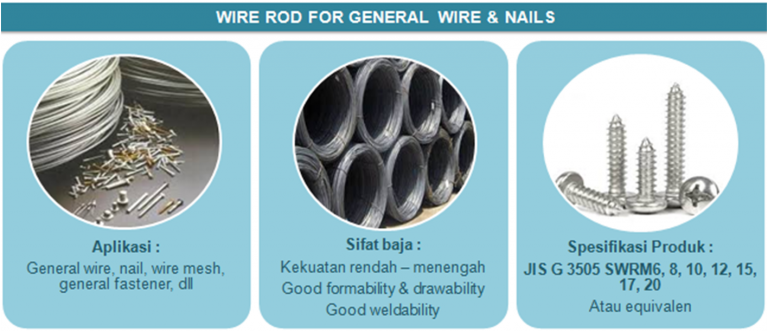 WIRE ROD FOR GENERAL WIRE & NAILS
Aplikasi :
General wire, nail, wire mesh,
general fastener, dll
Sifat baja :
Kekuatan rendah – menengah
Good formability & drawability
Good weldability
Spesifikasi Produk :
JIS G 3505 SWRM6, 8, 10, 12, 15,
17, 20
Atau equivalen